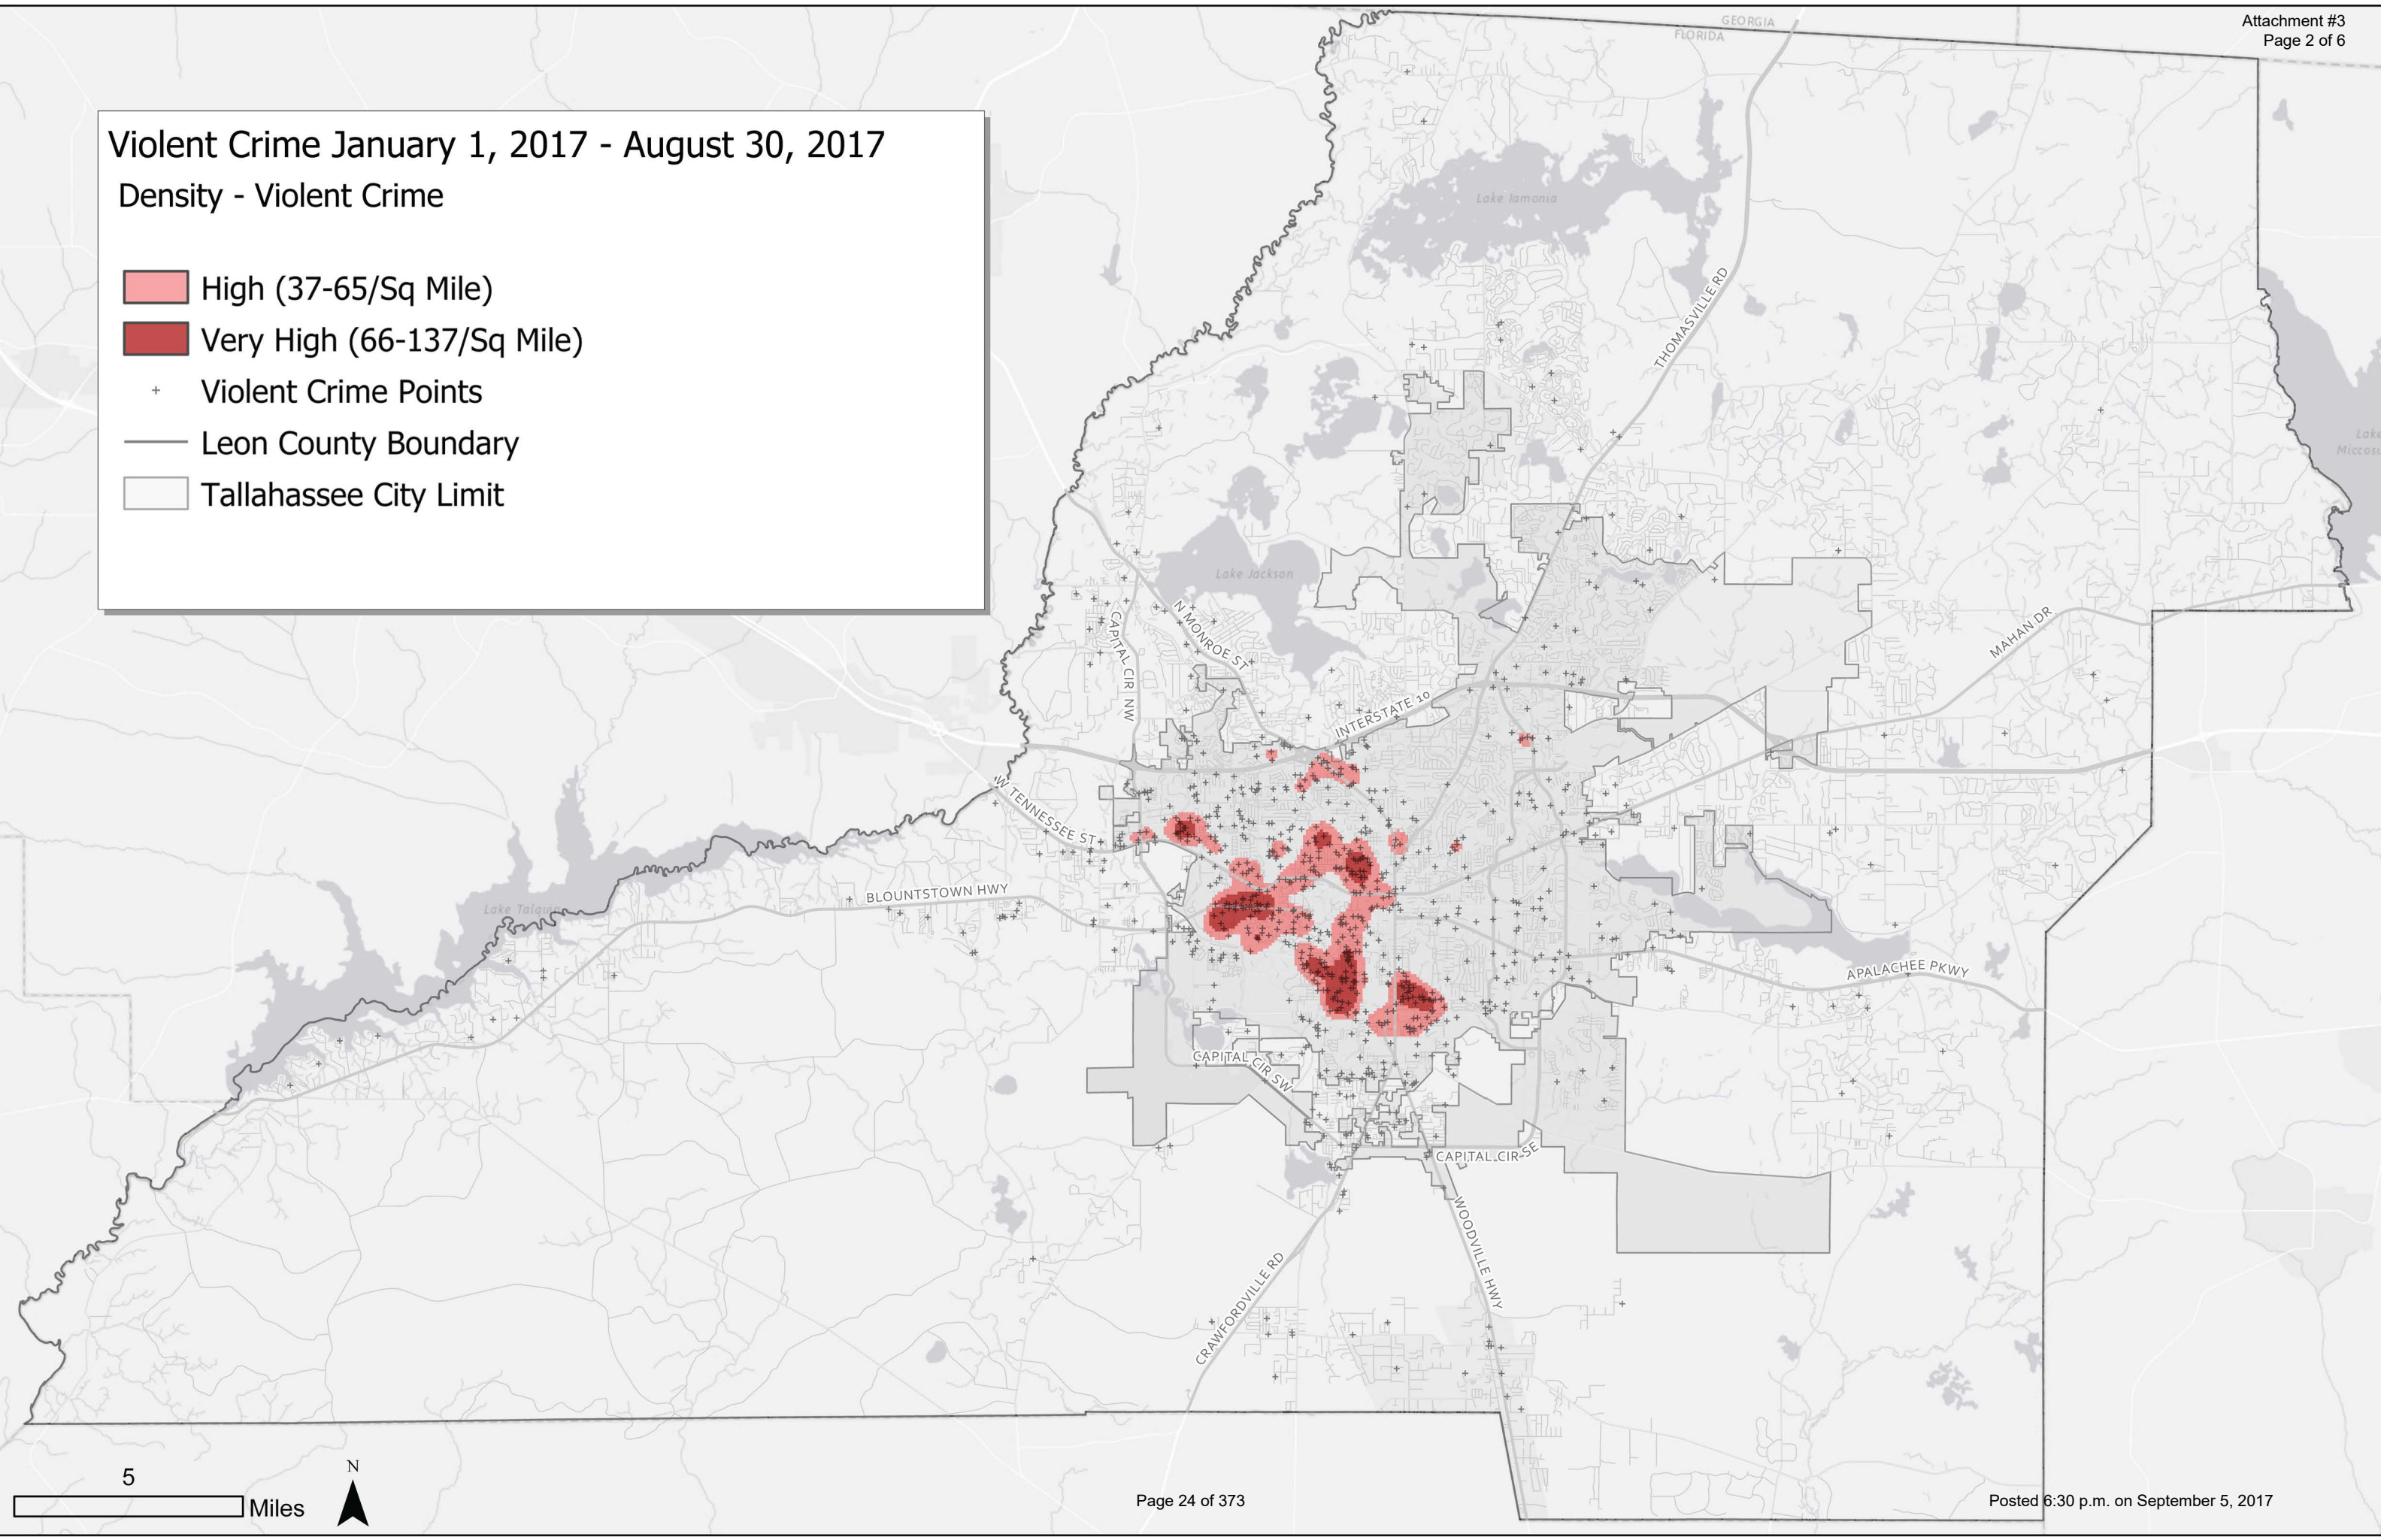 Attachment #3
Page 2 of 6
GEORGIA
FLORIDA
Violent Crime January 1, 2017 - August 30, 2017
Density - Violent Crime
High (37-65/Sq Mile)
Very High (66-137/Sq Mile)
Violent Crime Points
Leon County Boundary
Tallahassee City Limit
Lake Iamonia
THOMASVILLE RD
Lake
Lake Jackson
CAPITAL CIR NW
N MONROE ST
MAHAN DR
INTERSTATE 10
W TENNESSEE ST
BLOUNTSTOWN HWY
Lake Talquin
APALACHEE PKWY
CAPITAL CIR SW
CAPITAL CIR SE
WOODVILLE HWY
CRAWFORDVILLE RD
5
Miles
N
Page 24 of 373
Posted 6:30 p.m. on September 5, 2017